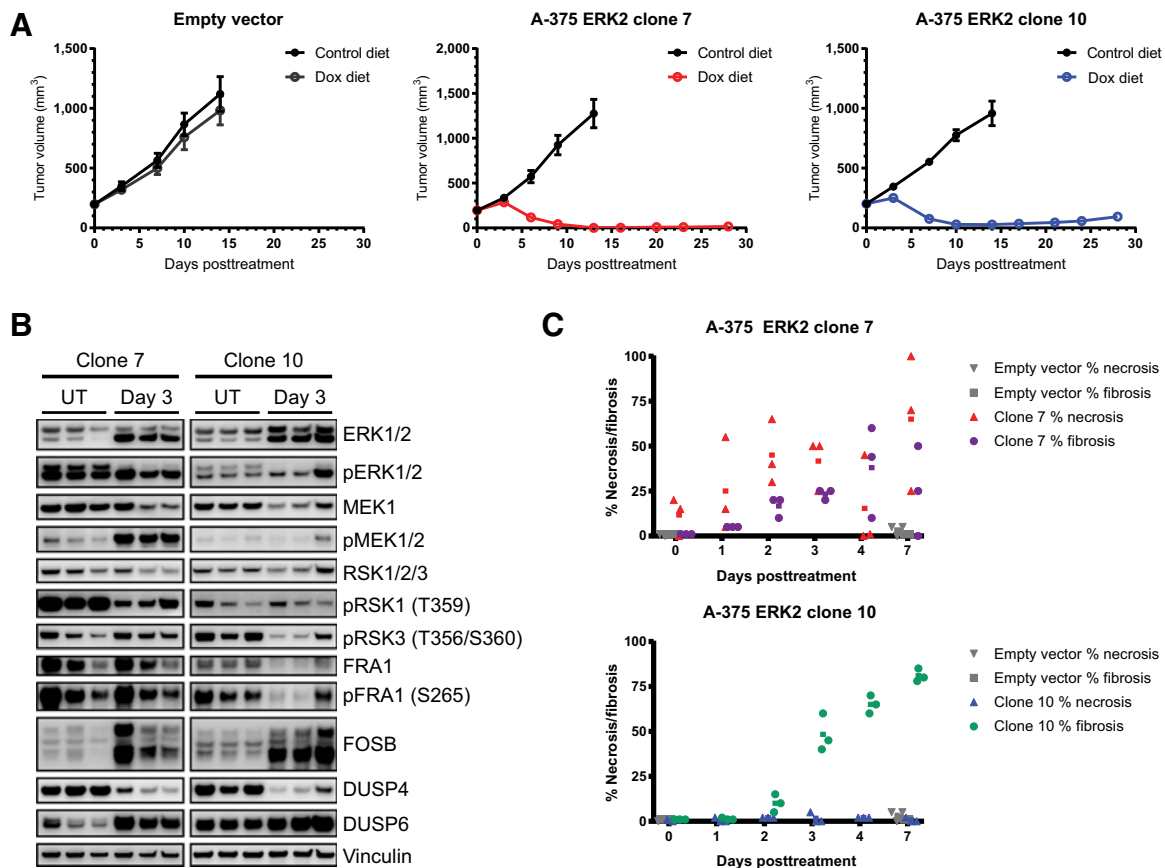 A
Empty vector
Tumor volume (mm3)
1,500
1,000
500
0
0 5 10 15 20 25 30
Days posttreatment
Control diet
Dox diet
A-375 ERK2 clone 7
Tumor volume (mm3)
2,000
1,500
1,000
500
0
0 5 10 15 20 25 30
Days posttreatment
Control diet
Dox diet
A-375 ERK2 clone 10
Tumor volume (mm3)
1,500
1,000
500
0
0 5 10 15 20 25 30
Days posttreatment
Control diet
Dox diet
B
Clone 7 Clone 10
UT Day 3 UT Day 3
ERK1/2
pERK1/2
MEK1
pMEK1/2
RSK1/2/3
pRSK1 (T359)
pRSK3 (T356/S360)
FRA1
pFRA1 (S265)
FOSB
DUSP4
DUSP6
Vinculin
C
A-375 ERK2 clone 7
% Necrosis/fibrosis
100
75
50
25
0
0 1 2 3 4 7
Days posttreatment
Empty vector % necrosis
Empty vector % fibrosis
Clone 7 % necrosis
Clone 7 % fibrosis
A-375 ERK2 clone 10
% Necrosis/fibrosis
100
75
50
25
0
0 1 2 3 4 7
Days posttreatment
Empty vector % necrosis
Empty vector % fibrosis
Clone 10 % necrosis
Clone 10 % fibrosis